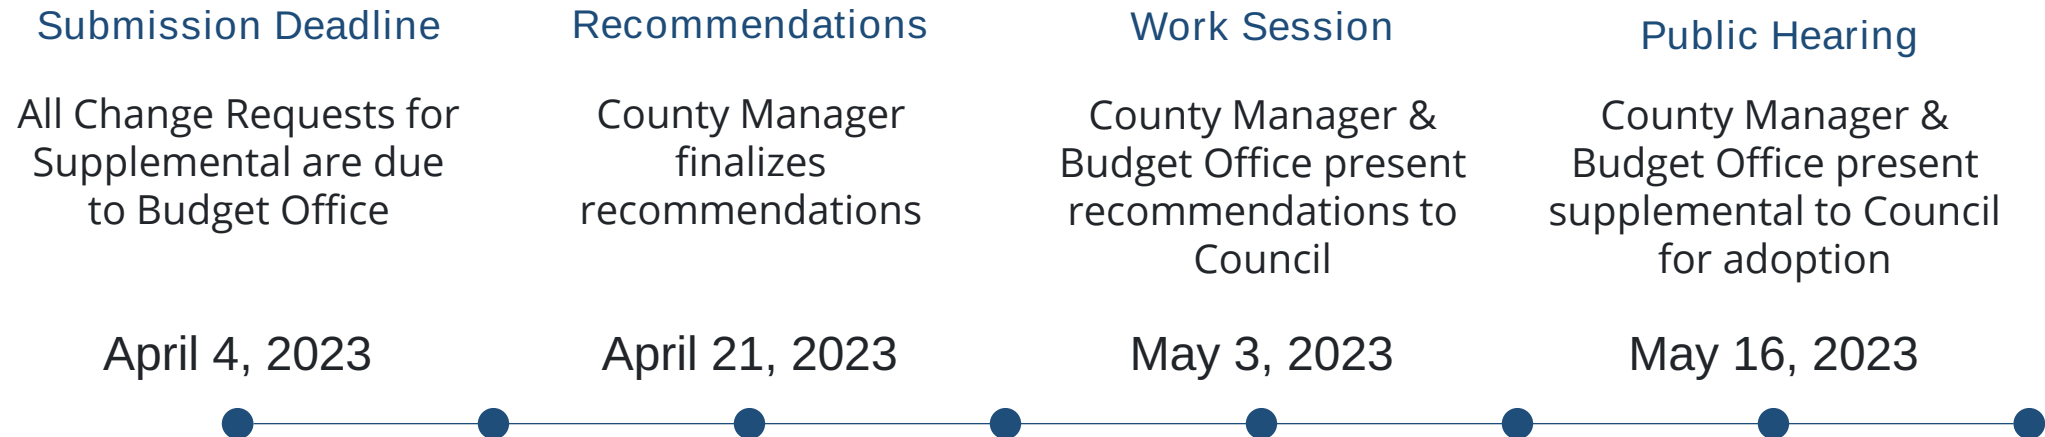 Submission Deadline
All Change Requests for
Supplemental are due
to Budget Office
April 4, 2023
Recommendations
County Manager
finalizes
recommendations
April 21, 2023
Work Session
County Manager &
Budget Office present
recommendations to
Council
May 3, 2023
Public Hearing
County Manager &
Budget Office present
supplemental to Council
for adoption
May 16, 2023